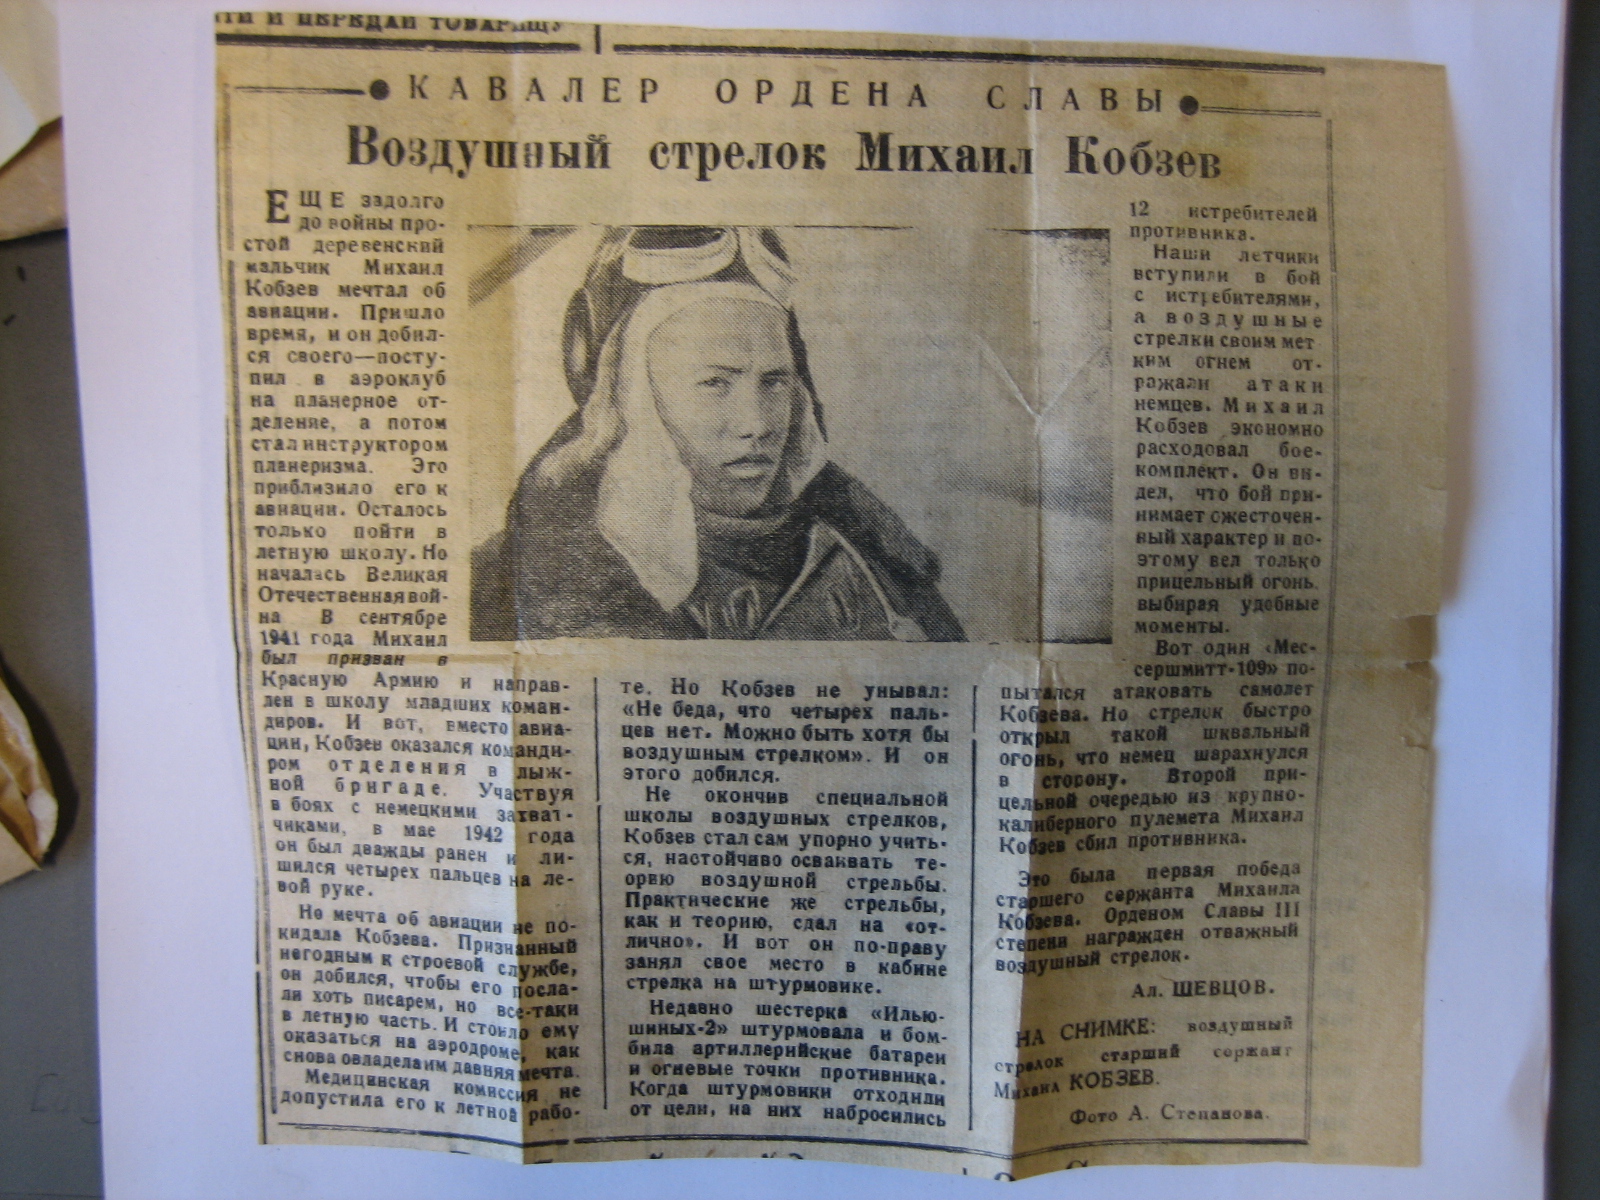 И ПЕРЕДАЙ ТОВАРИЩУ
КАВАЛЕР ОРДЕНА СЛАВЫ
Воздушный стрелок Михаил Кобзев
ЕЩЕ задолго
до войны про-
стой деревенский
мальчик Михаил
Кобзев мечтал об
авиации. Пришло
время, и он добил-
ся своего—посту-
пил в аэроклуб
на планерное от-
деление, а потом
стал инструктором
планеризма. Это
приблизило его к
авиации. Осталось
только пойти в
летную школу. Но
началась Великая
Отечественная вой-
на В сентябре
1941 года Михаил
был призван в
Красную Армию и направ-
лен в школу младших коман-
диров. И вот, вместо авиа-
ции, Кобзев оказался команди-
ром отделения в лыж-
ной бригаде. Участвуя
в боях с немецкими захват-
чиками, в мае 1942 года
он был дважды ранен и ли-
шился четырех пальцев на ле-
вой руке.
Но мечта об авиации не по-
кидала Кобзева. Признанный
негодным к строевой службе,
он добился, чтобы его посла-
ли хоть писарем, но все-таки
в летную часть. И стоило ему
оказаться на аэродроме, как
снова овладела им давняя мечта.
Медицинская комиссия не
допустила его к летной рабо-
те. Но Кобзев не унывал:
«Не беда, что четырех паль-
цев нет. Можно быть хотя бы
воздушным стрелком». И он
этого добился.
Не окончив специальной
школы воздушных стрелков,
Кобзев стал сам упорно учить-
ся, настойчиво осваивать те-
орию воздушной стрельбы.
Практические же стрельбы,
как и теорию, сдал на «от-
лично». И вот он по-праву
занял свое место в кабине
стрелка на штурмовике.
Недавно шестерка «Илью-
шиных-2» штурмовала и бом-
била артиллерийские батареи
и огневые точки противника.
Когда штурмовики отходили
от цели, на них набросились
12 истребителей
противника.
Наши летчики
вступили в бой
с истребителями,
а воздушные
стрелки своим мет
ким огнем от-
ражали атаки
немцев. Михаил
Кобзев экономно
расходовал бое-
комплект. Он ви-
дел, что бой при-
нимает ожесточен-
ный характер и по-
этому вел только
прицельный огонь,
выбирая удобные
моменты.
Вот один «Мес-
сершмитт-109» по-
пытался атаковать самолет
Кобзева. Но стрелок быстро
открыл такой шквальный
огонь, что немец шарахнулся
в сторону. Второй при-
цельной очередью из крупно-
калиберного пулемета Михаил
Кобзев сбил противника.
Это была первая победа
старшего сержанта Михаила
Кобзева. Орденом Славы III
степени награжден отважный
воздушный стрелок.
Ал. ШЕВЦОВ.
НА СНИМКЕ: воздушный
стрелок старший сержант
Михаил КОБЗЕВ.
Фото А. Степанова.